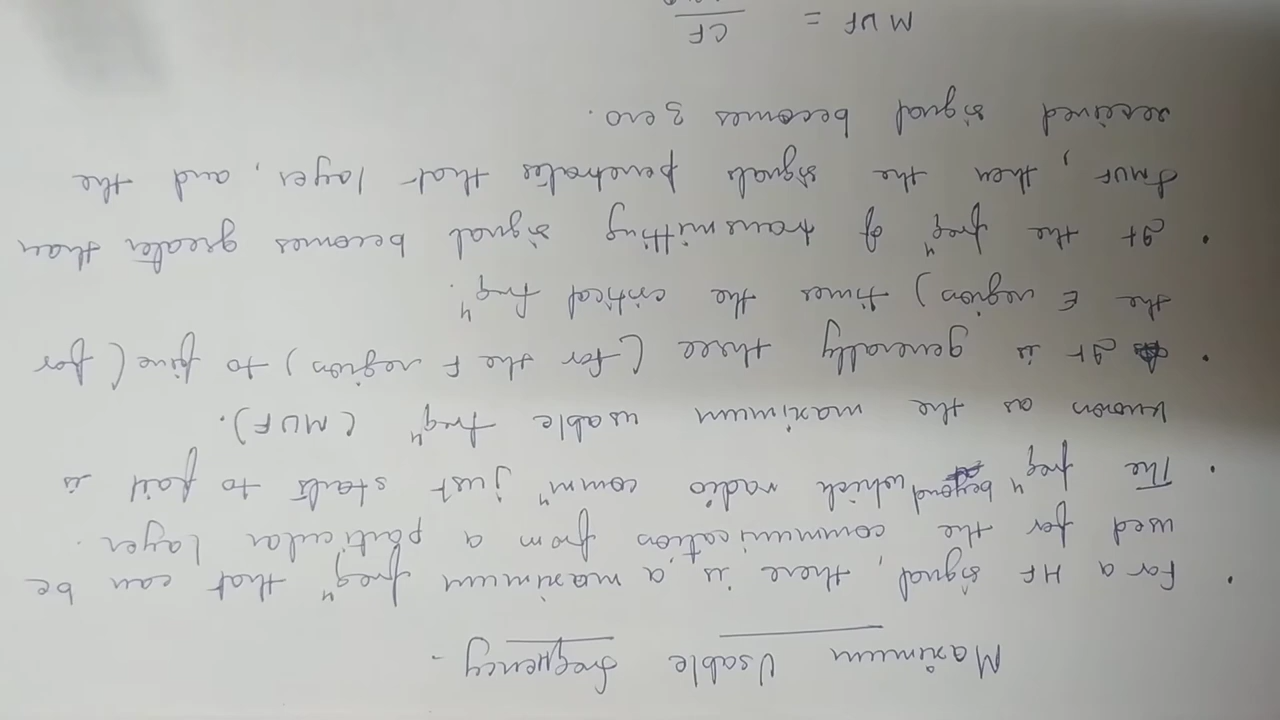 Maximum Usable frequency -
• For a HF signal, there is a maximum freqⁿ that can be
used for the communication from a particular layer.
• The freqⁿ beyond which radio commⁿ just starts to fail is
known as the maximum usable freqⁿ (MUF).
• It is generally three (for the F region) to five (for
the E region) times the critical freqⁿ.
• If the freqⁿ of transmitting signal becomes greater than
fMUF, then the signals penetrates that layer, and the
received signal becomes zero.
MUF = CF